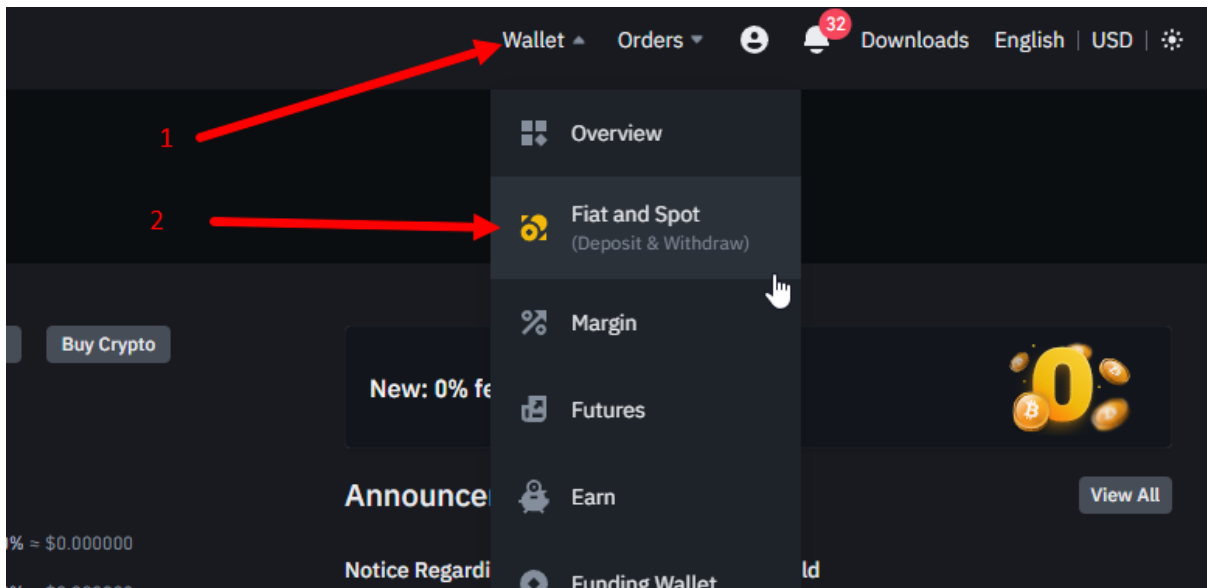 Wallet Orders 32 Downloads English | USD |
1
Overview
2
Fiat and Spot
(Deposit & Withdraw)
Margin
Buy Crypto
New: 0% fe
0
Futures
Announce
Earn
View All
% ≈ $0.000000
Notice Regardi
ld
Funding Wallet